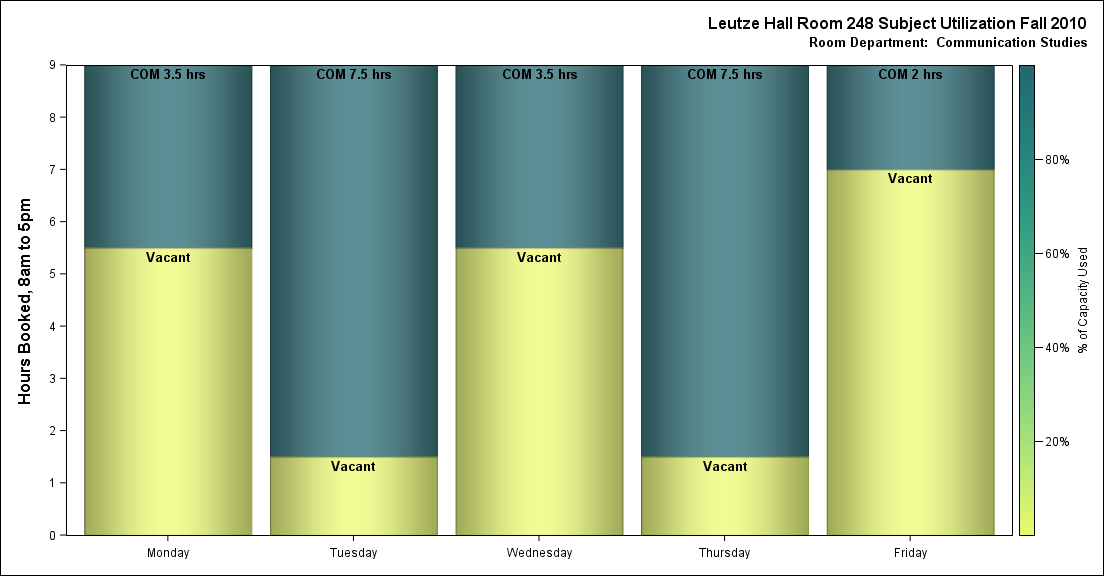 Leutze Hall Room 248 Subject Utilization Fall 2010
Room Department:  Communication Studies
Hours Booked, 8am to 5pm
9
8
7
6
5
4
3
2
1
0
COM 3.5 hrs
Vacant
COM 7.5 hrs
Vacant
COM 3.5 hrs
Vacant
COM 7.5 hrs
Vacant
COM 2 hrs
Vacant
Monday
Tuesday
Wednesday
Thursday
Friday
80%
60%
40%
20%
% of Capacity Used